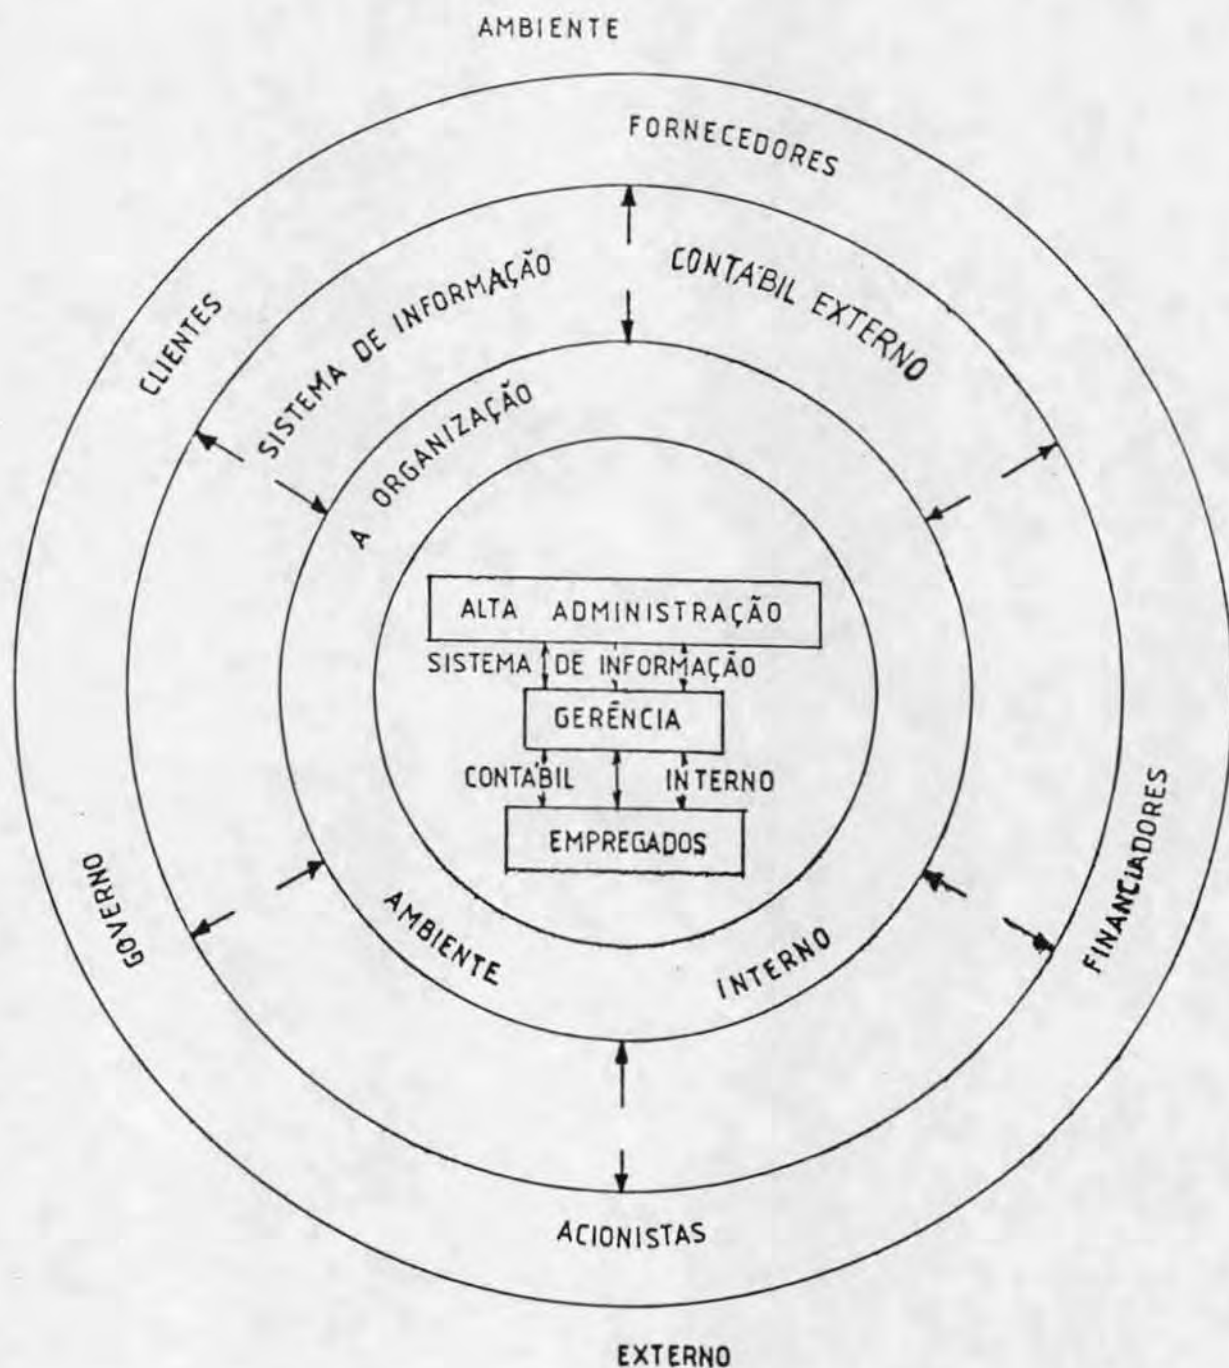 AMBIENTE
FORNECEDORES
CLIENTES
SISTEMA DE INFORMAÇÃO
CONTÁBIL EXTERNO
A ORGANIZAÇÃO
ALTA ADMINISTRAÇÃO
SISTEMA DE INFORMAÇÃO
GERÊNCIA
CONTÁBIL INTERNO
EMPREGADOS
GOVERNO
FINANCIADORES
AMBIENTE INTERNO
ACIONISTAS
EXTERNO